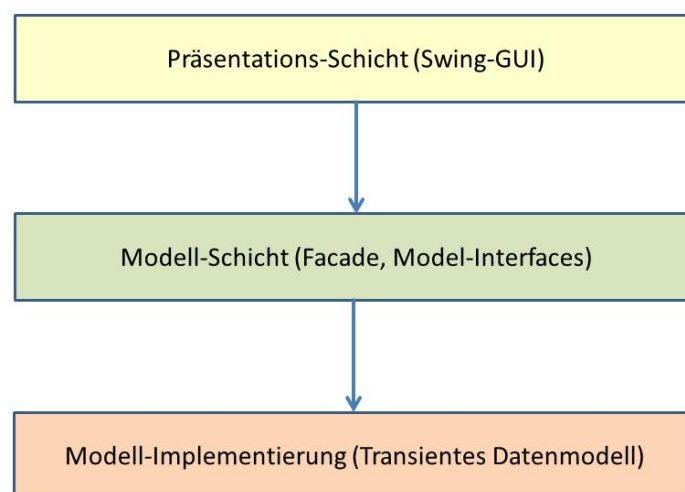 Präsentations-Schicht (Swing-GUI)
Modell-Schicht (Facade, Model-Interfaces)
Modell-Implementierung (Transientes Datenmodell)